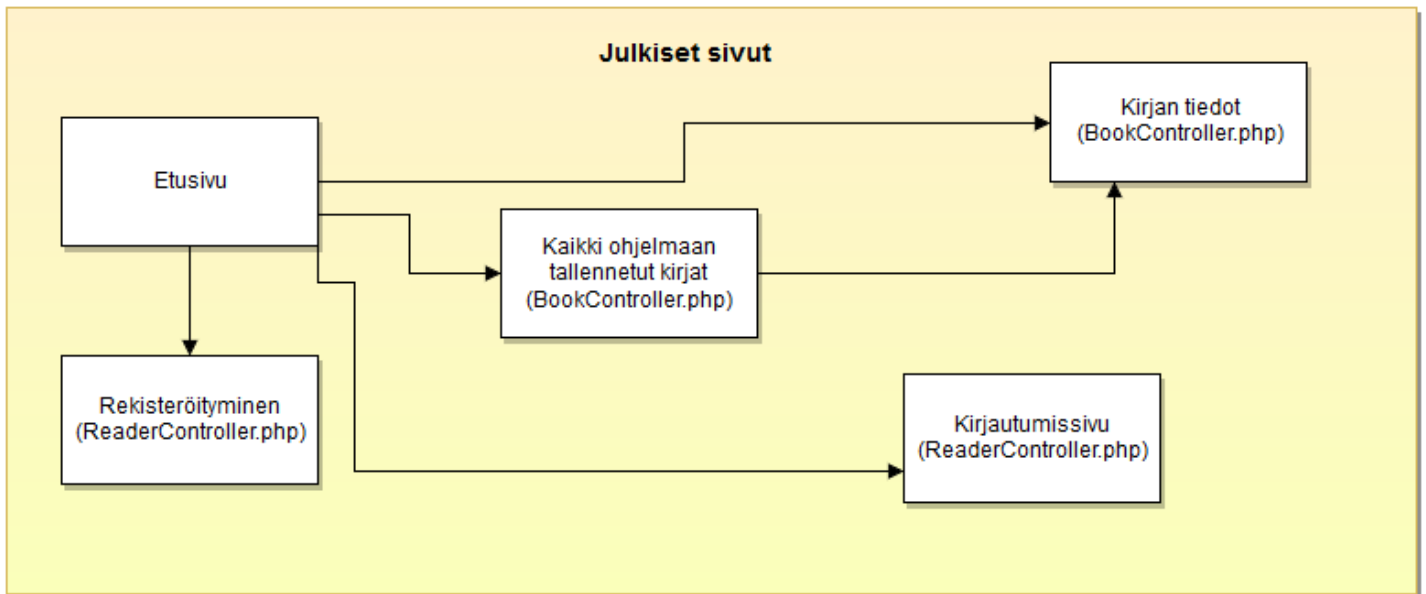 Julkiset sivut
Kirjan tiedot
(BookController.php)
Etusivu
Kaikki ohjelmaan
tallennetut kirjat
(BookController.php)
Rekisteröityminen
(ReaderController.php)
Kirjautumissivu
(ReaderController.php)